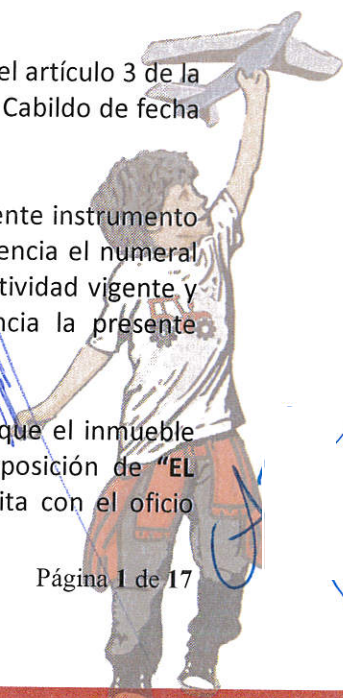 el artículo 3 de la
Cabildo de fecha
ente instrumento
encia el numeral
tividad vigente y
ncia la presente
que el inmueble
posición de "EL
ita con el oficio
Página 1 de 17